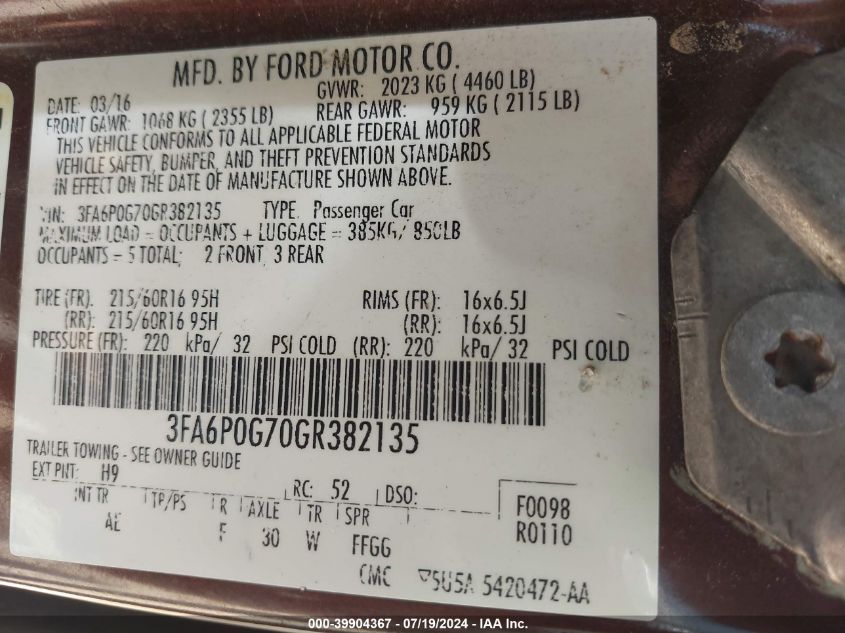 MFD. BY FORD MOTOR CO.
DATE: 03/16 GVWR: 2023 KG ( 4460 LB)
FRONT GAWR: 1068 KG ( 2355 LB) REAR GAWR: 959 KG ( 2115 LB)
THIS VEHICLE CONFORMS TO ALL APPLICABLE FEDERAL MOTOR
VEHICLE SAFETY, BUMPER, AND THEFT PREVENTION STANDARDS
IN EFFECT ON THE DATE OF MANUFACTURE SHOWN ABOVE.
VIN: 3FA6P0G70GR382135 TYPE: Passenger Car
MAXIMUM LOAD = OCCUPANTS + LUGGAGE = 385KG/ 850LB
OCCUPANTS = 5 TOTAL; 2 FRONT, 3 REAR
TIRE (FR): 215/60R16 95H RIMS (FR): 16x6.5J
(RR): 215/60R16 95H (RR): 16x6.5J
PRESSURE (FR): 220 kPa/ 32 PSI COLD (RR): 220 kPa/ 32 PSI COLD
3FA6P0G70GR382135
TRAILER TOWING - SEE OWNER GUIDE
EXT PNT: H9 RC: 52 DSO:
INT TR TP/PS R AXLE TR SPR F0098
AE F 30 W FFGG R0110
CMC 5U5A 5420472-AA
000-39904367 - 07/19/2024 - IAA Inc.